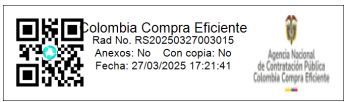 Colombia Compra Eficiente
Rad No. RS20250327003015
Anexos: No Con copia: No
Fecha: 27/03/2025 17:21:41
Agencia Nacional
de Contratación Pública
Colombia Compra Eficiente